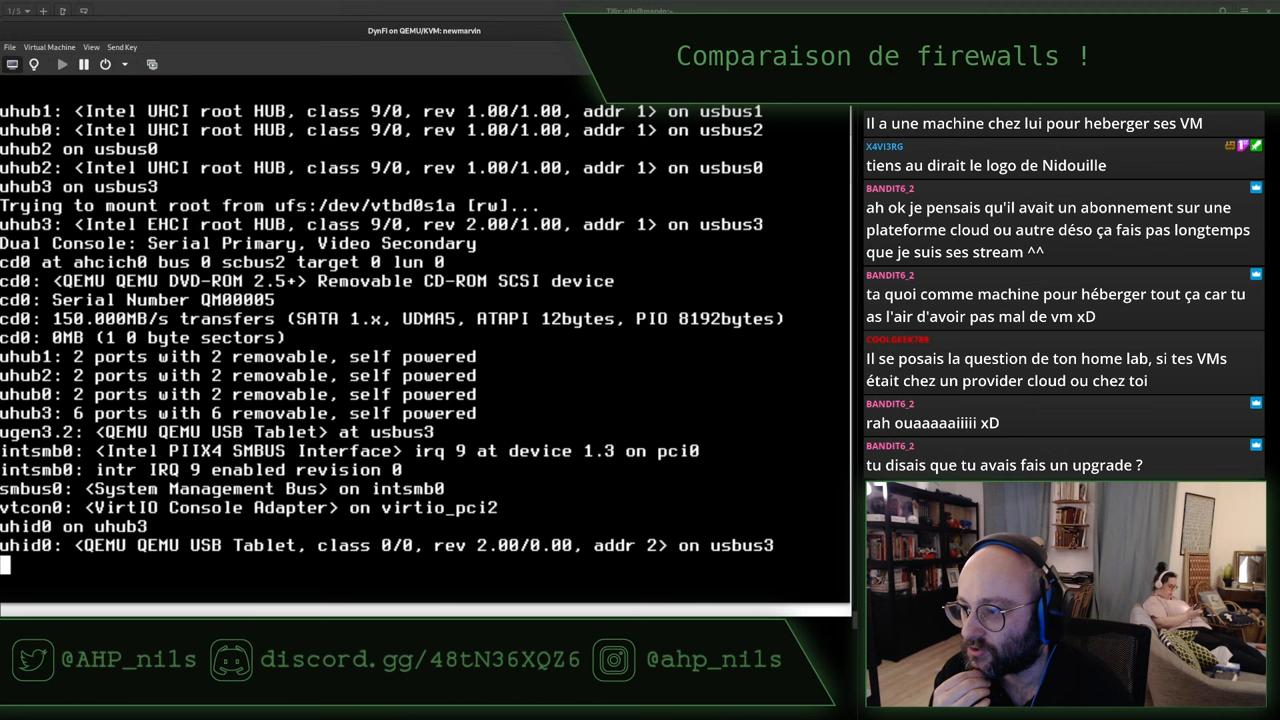 1/5
Tilix: nils@marvin:~
DynFi on QEMU/KVM: newmarvin
File Virtual Machine View Send Key
Comparaison de firewalls !
uhub1: <Intel UHCI root HUB, class 9/0, rev 1.00/1.00, addr 1> on usbus1
uhub0: <Intel UHCI root HUB, class 9/0, rev 1.00/1.00, addr 1> on usbus2
uhub2 on usbus0
uhub2: <Intel UHCI root HUB, class 9/0, rev 1.00/1.00, addr 1> on usbus0
uhub3 on usbus3
Trying to mount root from ufs:/dev/vtbd0s1a [rw]...
uhub3: <Intel EHCI root HUB, class 9/0, rev 2.00/1.00, addr 1> on usbus3
Dual Console: Serial Primary, Video Secondary
cd0 at ahcich0 bus 0 scbus2 target 0 lun 0
cd0: <QEMU QEMU DVD-ROM 2.5+> Removable CD-ROM SCSI device
cd0: Serial Number QM00005
cd0: 150.000MB/s transfers (SATA 1.x, UDMA5, ATAPI 12bytes, PIO 8192bytes)
cd0: 0MB (1 0 byte sectors)
uhub1: 2 ports with 2 removable, self powered
uhub2: 2 ports with 2 removable, self powered
uhub0: 2 ports with 2 removable, self powered
uhub3: 6 ports with 6 removable, self powered
ugen3.2: <QEMU QEMU USB Tablet> at usbus3
intsmb0: <Intel PIIX4 SMBUS Interface> irq 9 at device 1.3 on pci0
intsmb0: intr IRQ 9 enabled revision 0
smbus0: <System Management Bus> on intsmb0
vtcon0: <VirtIO Console Adapter> on virtio_pci2
uhid0 on uhub3
uhid0: <QEMU QEMU USB Tablet, class 0/0, rev 2.00/0.00, addr 2> on usbus3
Il a une machine chez lui pour heberger ses VM
X4VI3RG
tiens au dirait le logo de Nidouille
BANDIT6_2
ah ok je pensais qu'il avait un abonnement sur une
plateforme cloud ou autre déso ça fais pas longtemps
que je suis ses stream ^^
BANDIT6_2
ta quoi comme machine pour héberger tout ça car tu
as l'air d'avoir pas mal de vm xD
COOLGEEK789
Il se posais la question de ton home lab, si tes VMs
était chez un provider cloud ou chez toi
BANDIT6_2
rah ouaaaaaiiiii xD
BANDIT6_2
tu disais que tu avais fais un upgrade ?
@AHP_nils discord.gg/48tN36XQZ6 @ahp_nils